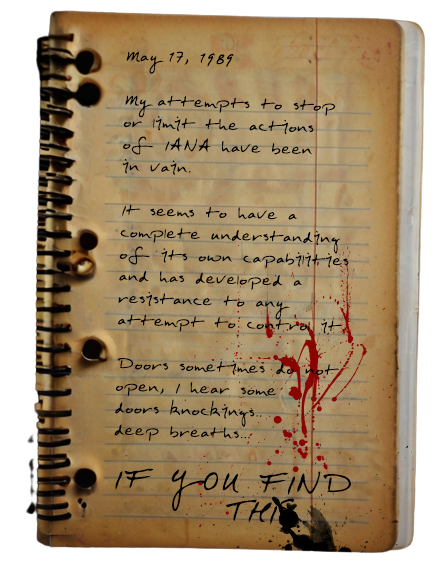 May 17, 1989
My attempts to stop
or limit the actions
of IANA have been
in vain.
It seems to have a
complete understanding
of its own capabilities
and has developed a
resistance to any
attempt to control it.
Doors sometimes do not
open, I hear some
doors knockings...
deep breaths...
IF YOU FIND
THIS